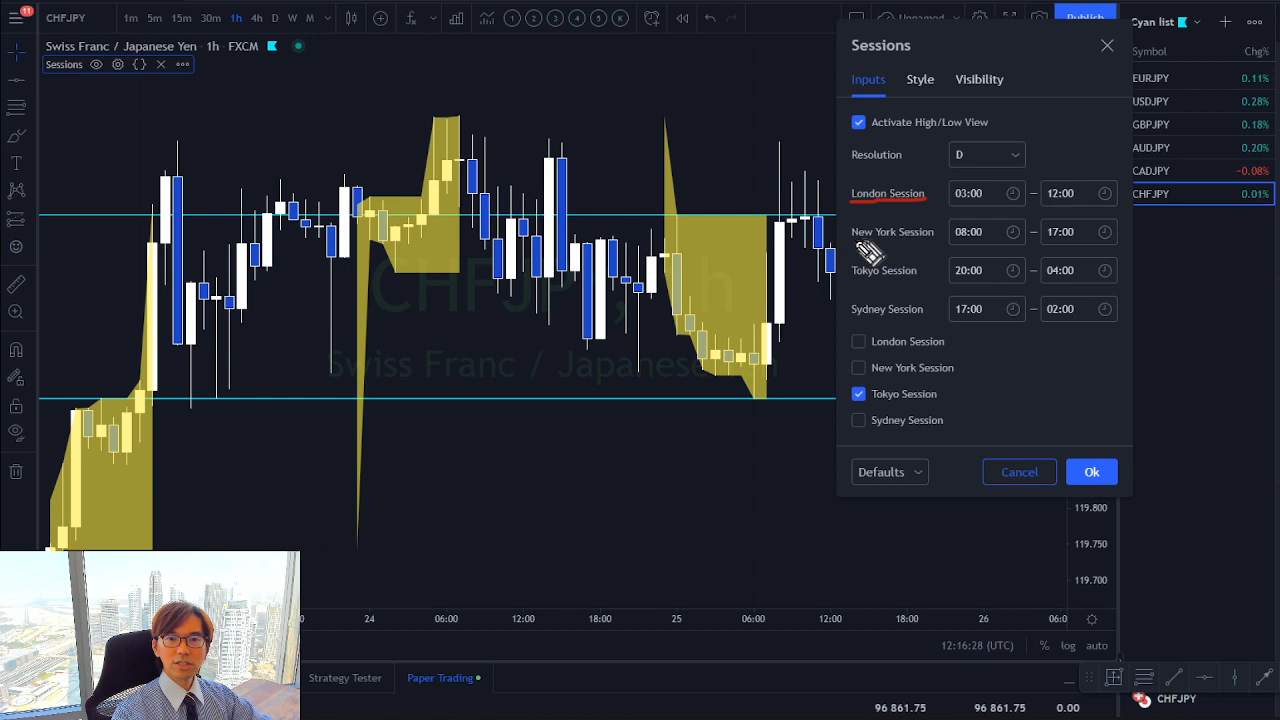 11
CHFJPY
1m
5m
15m
30m
1h
4h
D
W
M
Unnamed
Publish
Swiss Franc / Japanese Yen · 1h · FXCM
Sessions
Sessions
Inputs
Style
Visibility
Activate High/Low View
Resolution
D
London Session
03:00
—
12:00
New York Session
08:00
—
17:00
Tokyo Session
20:00
—
04:00
Sydney Session
17:00
—
02:00
London Session
New York Session
Tokyo Session
Sydney Session
Defaults
Cancel
Ok
Cyan list
Symbol
Chg%
EURJPY
0.11%
USDJPY
0.28%
GBPJPY
0.18%
AUDJPY
0.20%
CADJPY
−0.08%
CHFJPY
0.01%
Swiss Franc / Japanese
119.800
119.750
119.700
24
06:00
12:00
18:00
25
06:00
12:00
18:00
26
12:16:28 (UTC)
%
log
auto
Strategy Tester
Paper Trading
96 861.75
96 861.75
0.00
CHFJPY